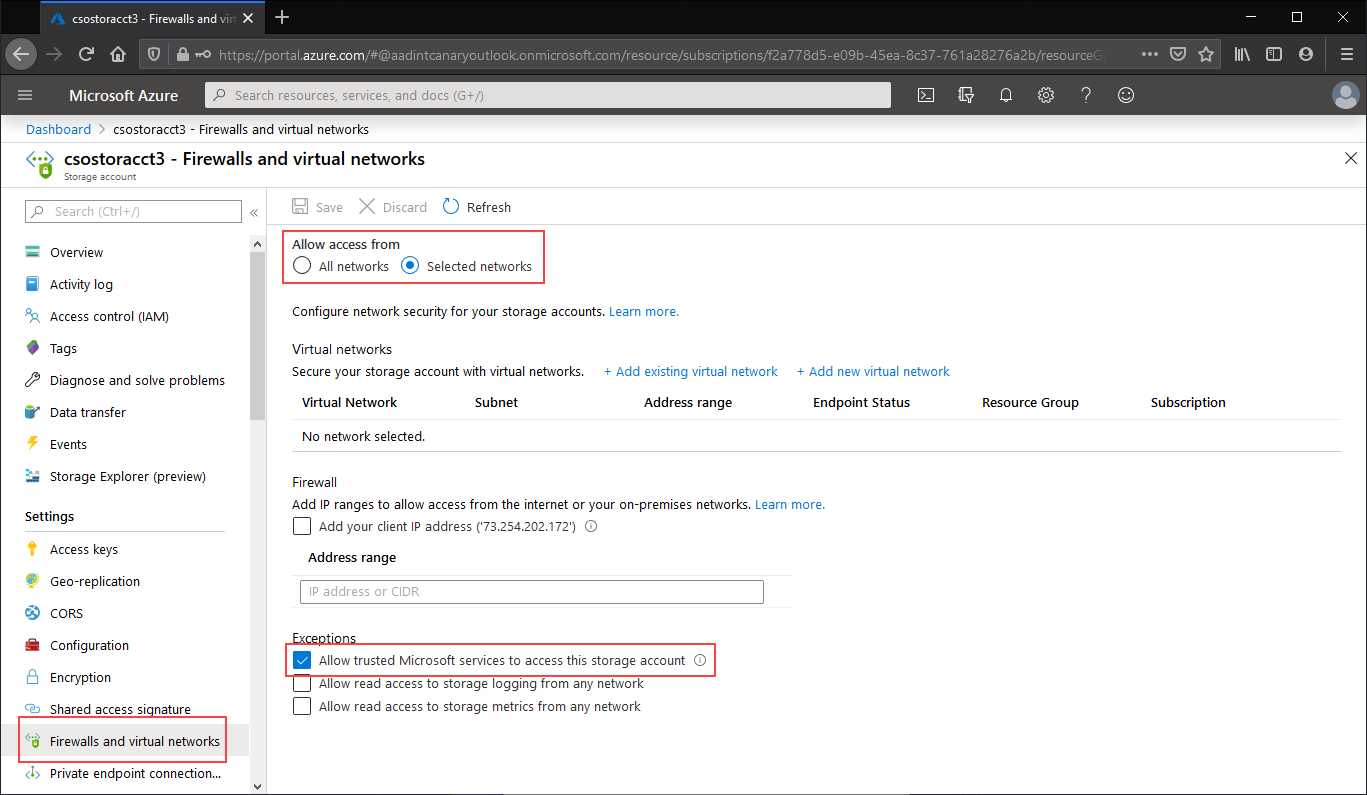 csostoracct3 - Firewalls and vir
https://portal.azure.com/#@aadintcanaryoutlook.onmicrosoft.com/resource/subscriptions/f2a778d5-e09b-45ea-8c37-761a28276a2b/resourceG
Microsoft Azure
Search resources, services, and docs (G+/)
Dashboard > csostoracct3 - Firewalls and virtual networks
csostoracct3 - Firewalls and virtual networks
Storage account
Search (Ctrl+/)
«
Overview
Activity log
Access control (IAM)
Tags
Diagnose and solve problems
Data transfer
Events
Storage Explorer (preview)
Settings
Access keys
Geo-replication
CORS
Configuration
Encryption
Shared access signature
Firewalls and virtual networks
Private endpoint connection...
Save Discard Refresh
Allow access from
All networks Selected networks
Configure network security for your storage accounts. Learn more.
Virtual networks
Secure your storage account with virtual networks. + Add existing virtual network + Add new virtual network
Virtual Network Subnet Address range Endpoint Status Resource Group Subscription
No network selected.
Firewall
Add IP ranges to allow access from the internet or your on-premises networks. Learn more.
Add your client IP address ('73.254.202.172')
Address range
IP address or CIDR
Exceptions
Allow trusted Microsoft services to access this storage account
Allow read access to storage logging from any network
Allow read access to storage metrics from any network